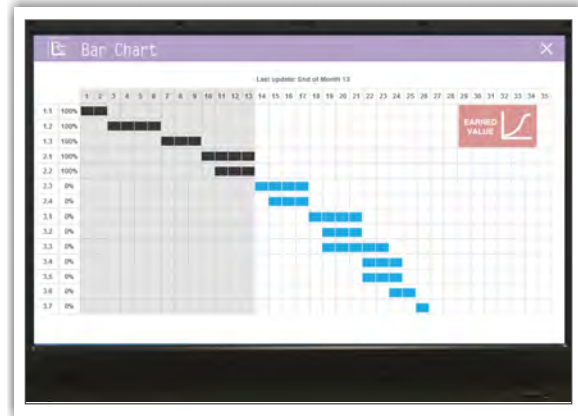 Bar Chart
Last update: End of Month 13
1 2 3 4 5 6 7 8 9 10 11 12 13 14 15 16 17 18 19 20 21 22 23 24 25 26 27 28 29 30 31 32 33 34 35
1.1 100%
1.2 100%
1.3 100%
2.1 100%
2.2 100%
2.3 0%
2.4 0%
3.1 0%
3.2 0%
3.3 0%
3.4 0%
3.5 0%
3.6 0%
3.7 0%
EARNED
VALUE